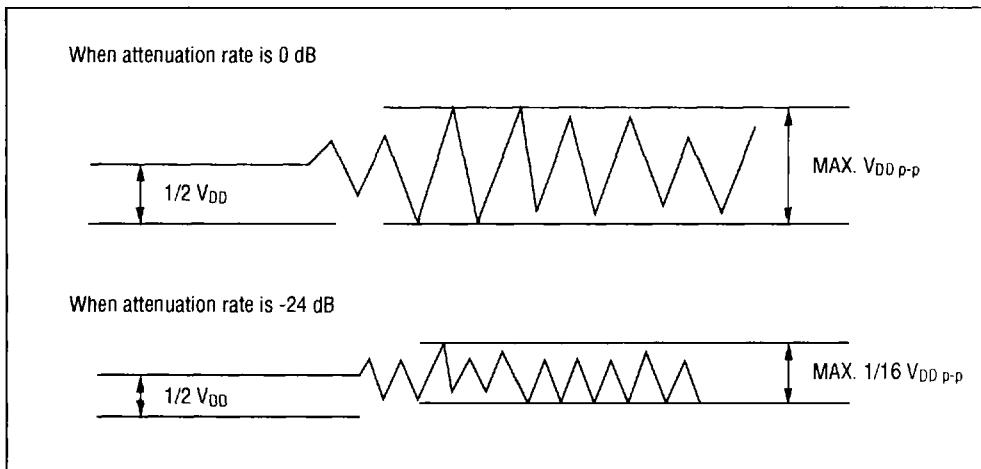 When attenuation rate is 0 dB
1/2 VDD
MAX. VDD p-p
When attenuation rate is -24 dB
1/2 VDD
MAX. 1/16 VDD p-p